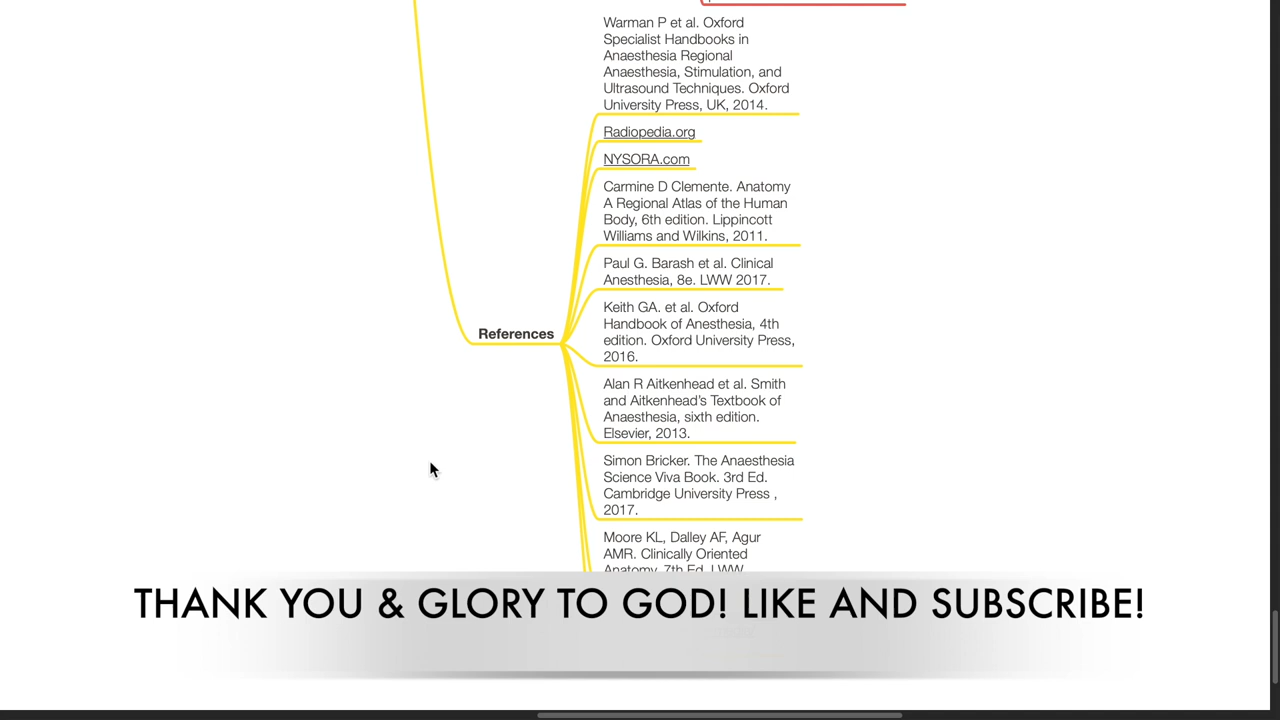 Warman P et al. Oxford
Specialist Handbooks in
Anaesthesia Regional
Anaesthesia, Stimulation, and
Ultrasound Techniques. Oxford
University Press, UK, 2014.
Radiopedia.org
NYSORA.com
Carmine D Clemente. Anatomy
A Regional Atlas of the Human
Body, 6th edition. Lippincott
Williams and Wilkins, 2011.
Paul G. Barash et al. Clinical
Anesthesia, 8e. LWW 2017.
References
Keith GA. et al. Oxford
Handbook of Anesthesia, 4th
edition. Oxford University Press,
2016.
Alan R Aitkenhead et al. Smith
and Aitkenhead's Textbook of
Anaesthesia, sixth edition.
Elsevier, 2013.
Simon Bricker. The Anaesthesia
Science Viva Book. 3rd Ed.
Cambridge University Press ,
2017.
Moore KL, Dalley AF, Agur
AMR. Clinically Oriented
Anatomy, 7th Ed. LWW
THANK YOU & GLORY TO GOD! LIKE AND SUBSCRIBE!